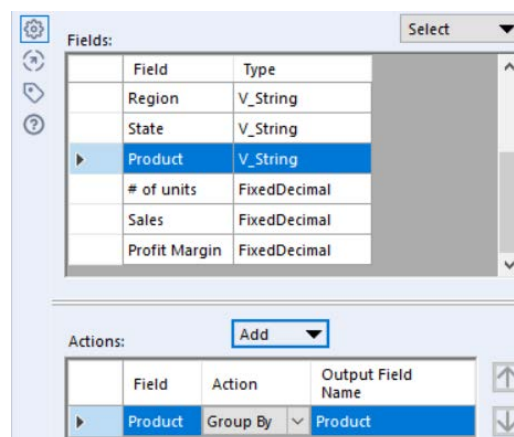 Select
Fields:
Field Type
Region V_String
State V_String
Product V_String
# of units FixedDecimal
Sales FixedDecimal
Profit Margin FixedDecimal
Actions:
Add
Field Action Output Field Name
Product Group By Product